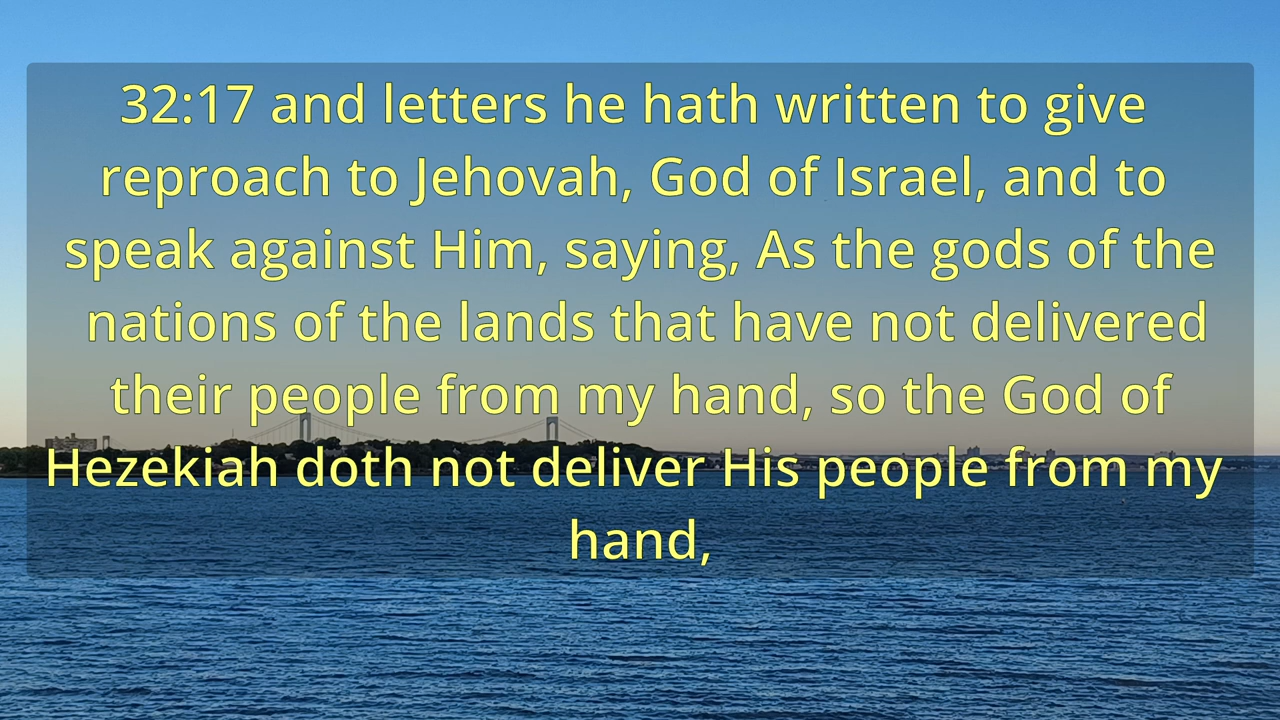 32:17 and letters he hath written to give
reproach to Jehovah, God of Israel, and to
speak against Him, saying, As the gods of the
nations of the lands that have not delivered
their people from my hand, so the God of
Hezekiah doth not deliver His people from my
hand,